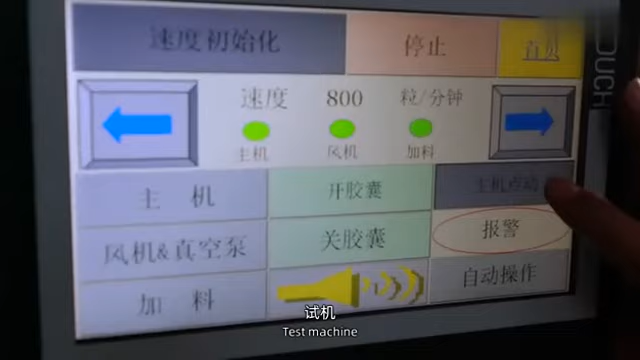 速度初始化 停止 首页
速度 800 粒/分钟
主机 风机 加料
主 机 开胶囊 主机点动
风机&真空泵 关胶囊 报警
加 料 自动操作
试机
Test machine
OUCH